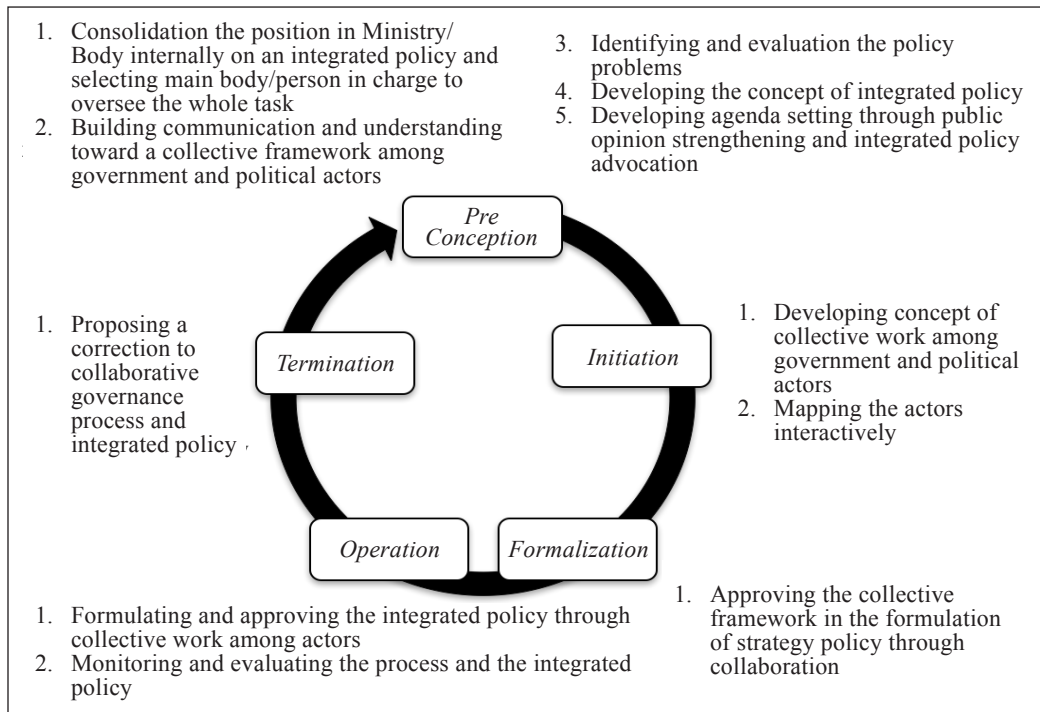 1. Consolidation the position in Ministry/
Body internally on an integrated policy and
selecting main body/person in charge to
oversee the whole task
2. Building communication and understanding
toward a collective framework among
government and political actors
3. Identifying and evaluation the policy
problems
4. Developing the concept of integrated policy
5. Developing agenda setting through public
opinion strengthening and integrated policy
advocation
Pre
Conception
1. Proposing a
correction to
collaborative
governance
process and
integrated policy
Termination
Initiation
1. Developing concept of
collective work among
government and political
actors
2. Mapping the actors
interactively
Operation
Formalization
1. Formulating and approving the integrated policy through
collective work among actors
2. Monitoring and evaluating the process and the integrated
policy
1. Approving the collective
framework in the formulation
of strategy policy through
collaboration